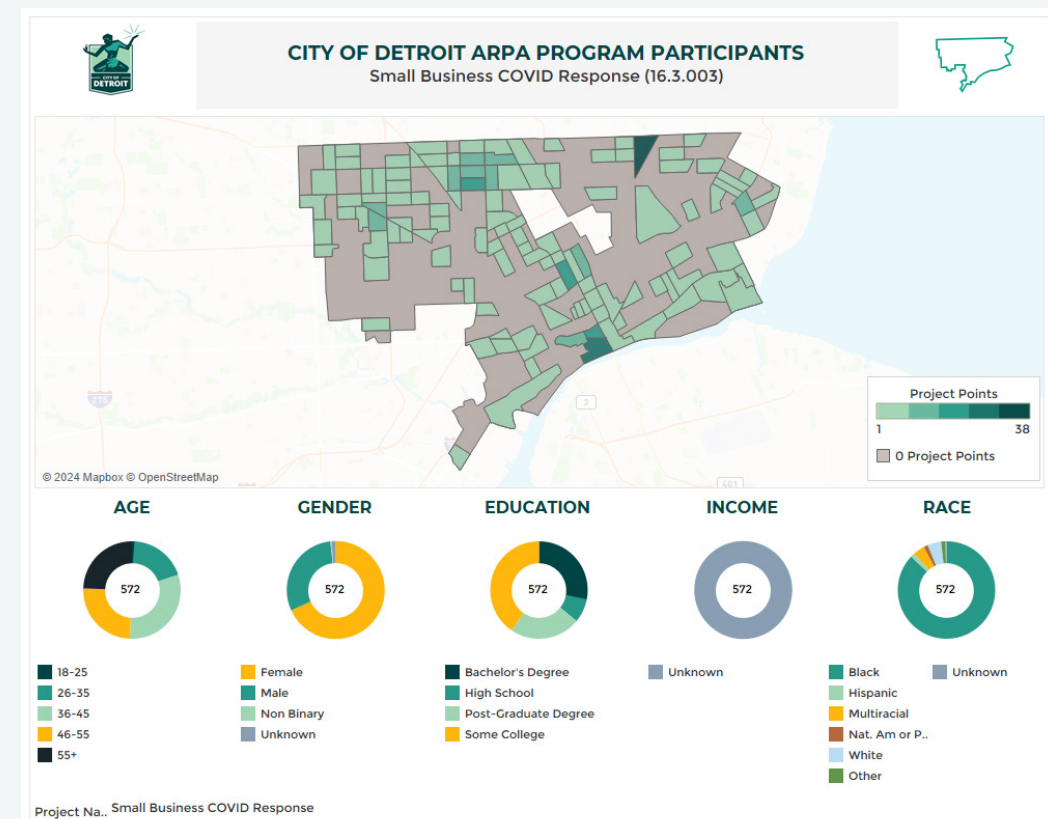 CITY OF
DETROIT
CITY OF DETROIT ARPA PROGRAM PARTICIPANTS
Small Business COVID Response (16.3.003)
275
3
401
Project Points
1
38
0 Project Points
© 2024 Mapbox © OpenStreetMap
AGE
GENDER
EDUCATION
INCOME
RACE
572
572
572
572
572
18-25
26-35
36-45
46-55
55+
Female
Male
Non Binary
Unknown
Bachelor's Degree
High School
Post-Graduate Degree
Some College
Unknown
Black
Hispanic
Multiracial
Nat. Am or P..
White
Other
Unknown
Project Na.. Small Business COVID Response